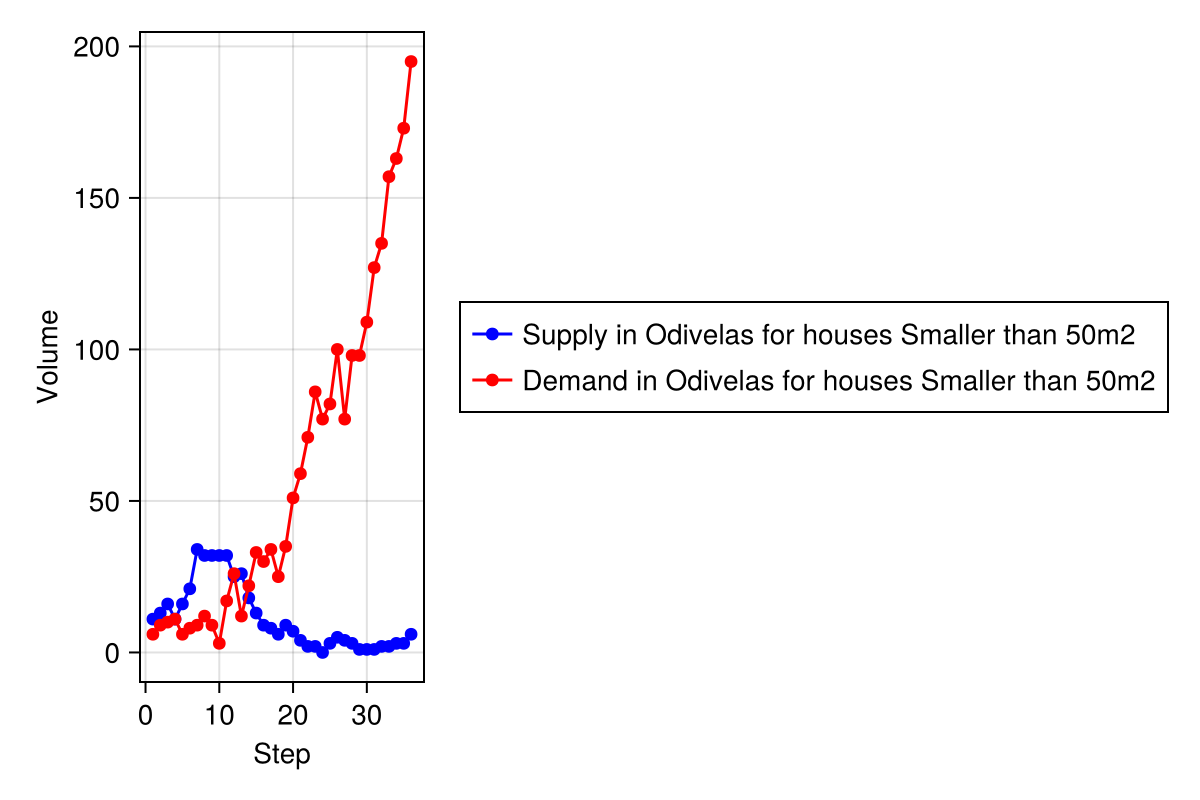 200
150
100
50
0
Volume
0 10 20 30
Step
Supply in Odivelas for houses Smaller than 50m2
Demand in Odivelas for houses Smaller than 50m2